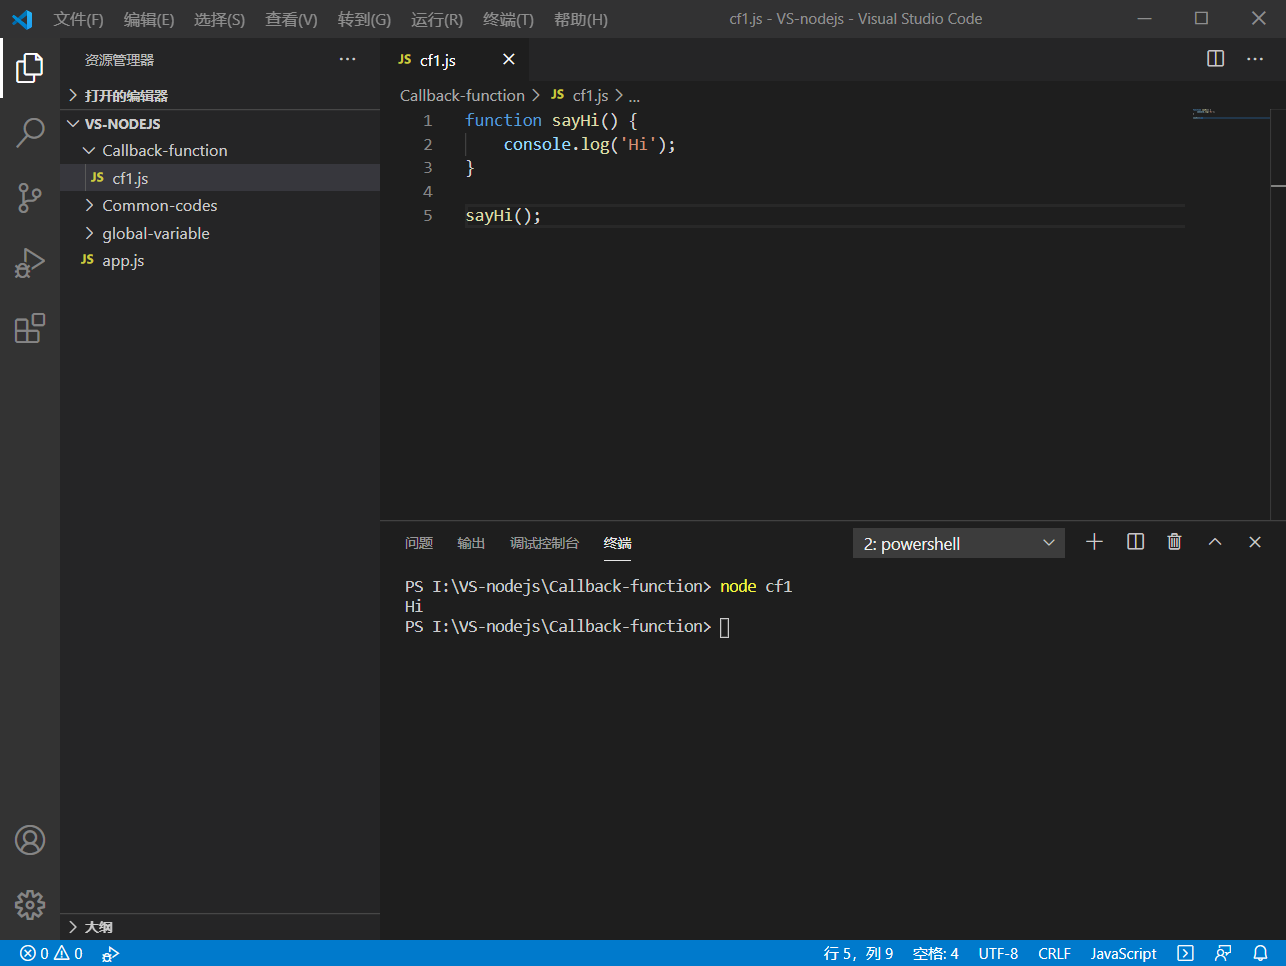 文件(F) 编辑(E) 选择(S) 查看(V) 转到(G) 运行(R) 终端(T) 帮助(H) cf1.js - VS-nodejs - Visual Studio Code
资源管理器
打开的编辑器
VS-NODEJS
Callback-function
JS cf1.js
Common-codes
global-variable
JS app.js
大纲
JS cf1.js
Callback-function > JS cf1.js > ...
1 function sayHi() {
2     console.log('Hi');
3 }
4
5 sayHi();
问题 输出 调试控制台 终端 2: powershell
PS I:\VS-nodejs\Callback-function> node cf1
Hi
PS I:\VS-nodejs\Callback-function>
0 0 行 5，列 9 空格: 4 UTF-8 CRLF JavaScript